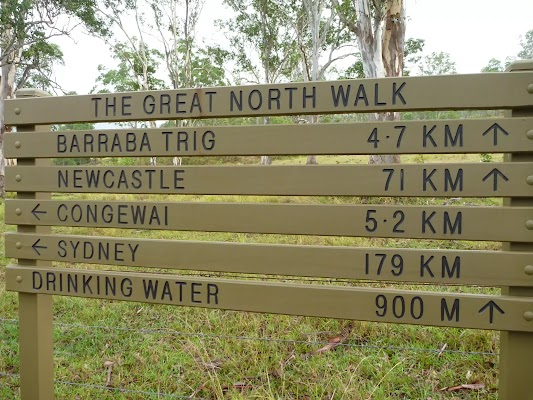 THE GREAT NORTH WALK
BARRABA TRIG 4·7 KM ↑
NEWCASTLE 71 KM ↑
← CONGEWAI 5·2 KM
← SYDNEY 179 KM
DRINKING WATER 900 M ↑